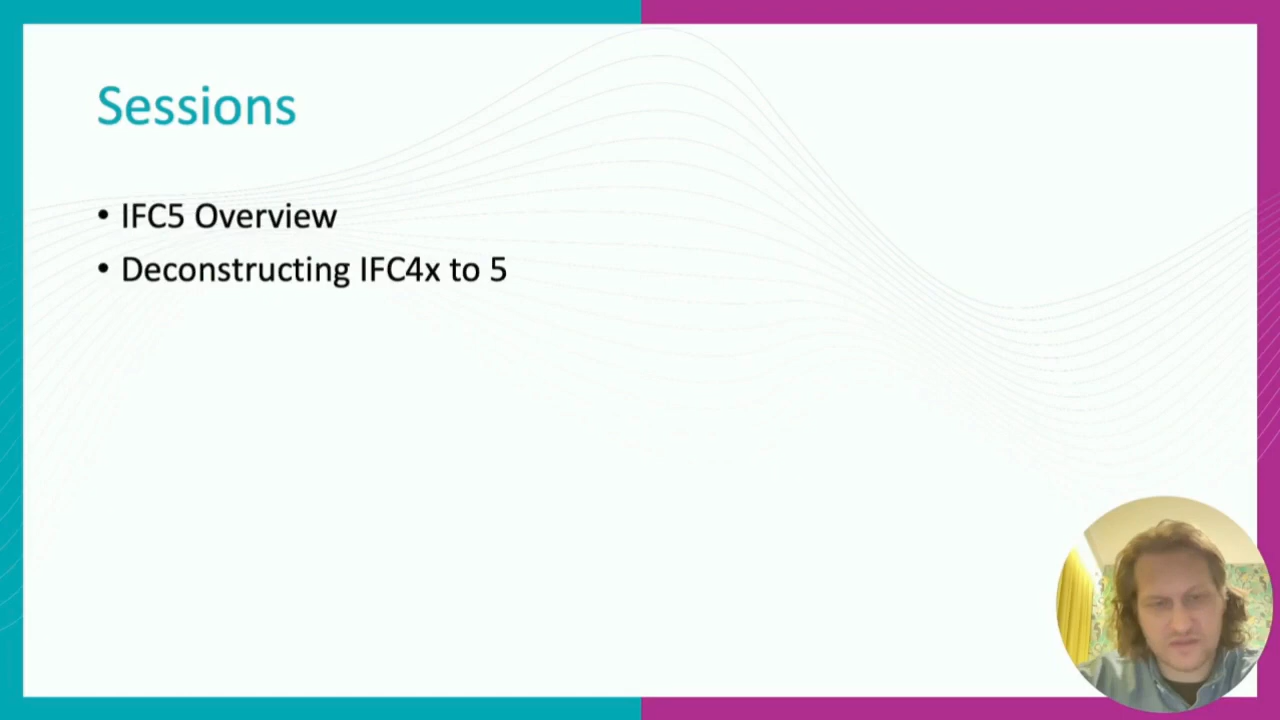 Sessions
• IFC5 Overview
• Deconstructing IFC4x to 5